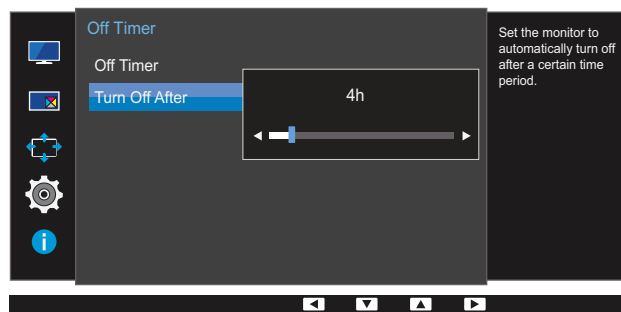 Off Timer
Off Timer
Turn Off After
4h
Set the monitor to
automatically turn off
after a certain time
period.